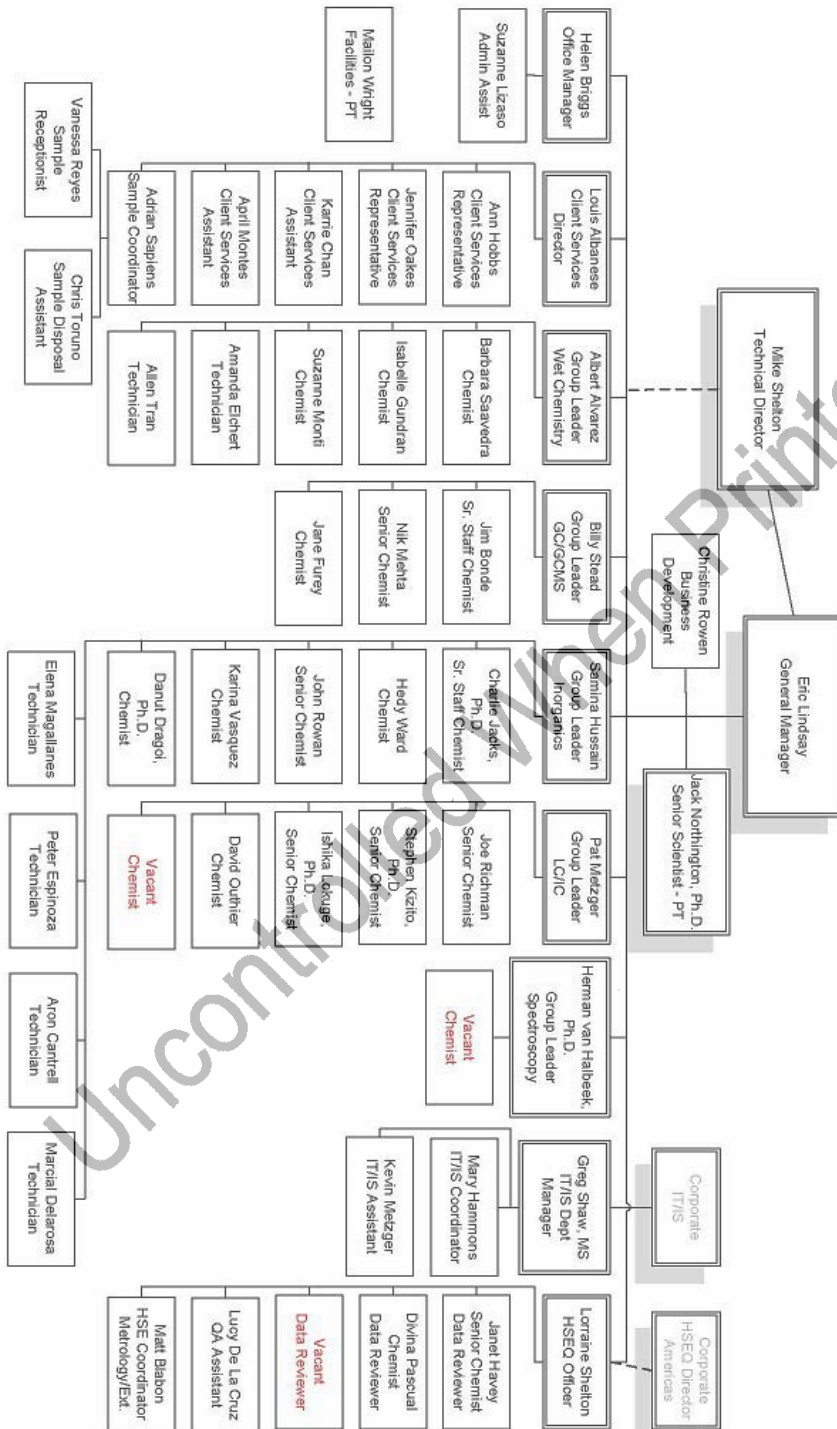 Eric Lindsay
General Manager
Mike Shelton
Technical Director
Christine Rowen
Business
Development
Jack Northington, Ph.D.
Senior Scientist - PT
Corporate
IT/IS
Corporate
HSEQ Director
Americas
Helen Briggs
Office Manager
Suzanne Lizaso
Admin Assist
Mailon Wright
Facilities - PT
Louis Albanese
Client Services
Director
Ann Hobbs
Client Services
Representative
Jennifer Oakes
Client Services
Representative
Karrie Chan
Client Services
Assistant
April Montes
Client Services
Assistant
Adrian Sapiens
Sample Coordinator
Vanessa Reyes
Sample
Receptionist
Chris Toruno
Sample Disposal
Assistant
Albert Alvarez
Group Leader
Wet Chemistry
Barbara Saavedra
Chemist
Isabelle Gundran
Chemist
Suzanne Monti
Chemist
Amanda Elchert
Technician
Allen Tran
Technician
Billy Stead
Group Leader
GC/GCMS
Jim Bonde
Sr. Staff Chemist
Nik Mehta
Senior Chemist
Jane Furey
Chemist
Samina Hussain
Group Leader
Inorganics
Charlie Jacks,
Ph.D.
Sr. Staff Chemist
Hedy Ward
Chemist
John Rowan
Senior Chemist
Karina Vasquez
Chemist
Danut Dragoi,
Ph.D.
Chemist
Elena Magallanes
Technician
Peter Espinoza
Technician
Aron Cantrell
Technician
Marcial Delarosa
Technician
Pat Metzger
Group Leader
LC/IC
Joe Richman
Senior Chemist
Stephen Kizito,
Ph.D.
Senior Chemist
Ishika Lokuge,
Ph.D.
Senior Chemist
David Outhier
Chemist
Vacant
Chemist
Herman van Halbeek,
Ph.D.
Group Leader
Spectroscopy
Vacant
Chemist
Greg Shaw, MS
IT/IS Dept
Manager
Mary Hammons
IT/IS Coordinator
Kevin Metzger
IT/IS Assistant
Lorraine Shelton
HSEQ Officer
Janet Havey
Senior Chemist
Data Reviewer
Divina Pascual
Chemist
Data Reviewer
Vacant
Data Reviewer
Lucy De La Cruz
QA Assistant
Matt Blabon
HSE Coordinator
Metrology/Ext.
Uncontrolled When Printe